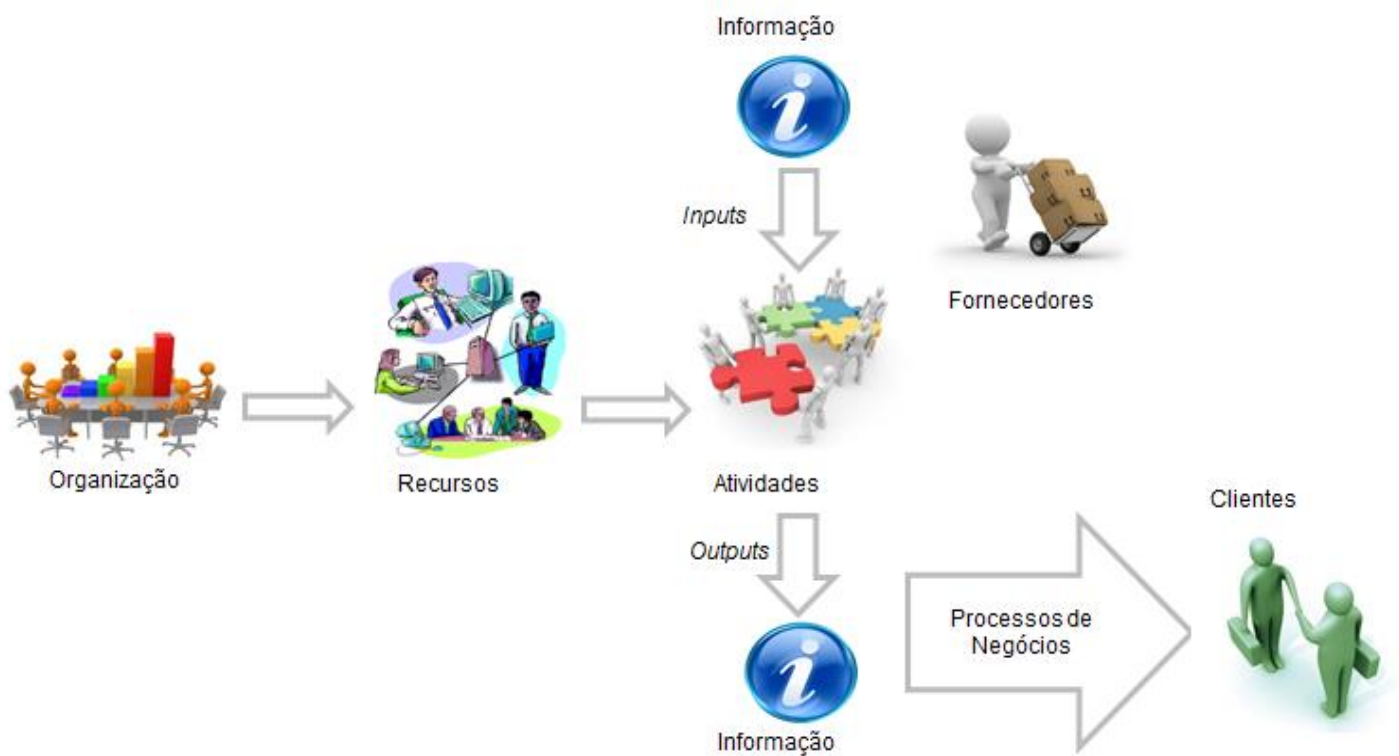 Informação
Inputs
Fornecedores
Organização
Recursos
Atividades
Clientes
Outputs
Processos de
Negócios
Informação